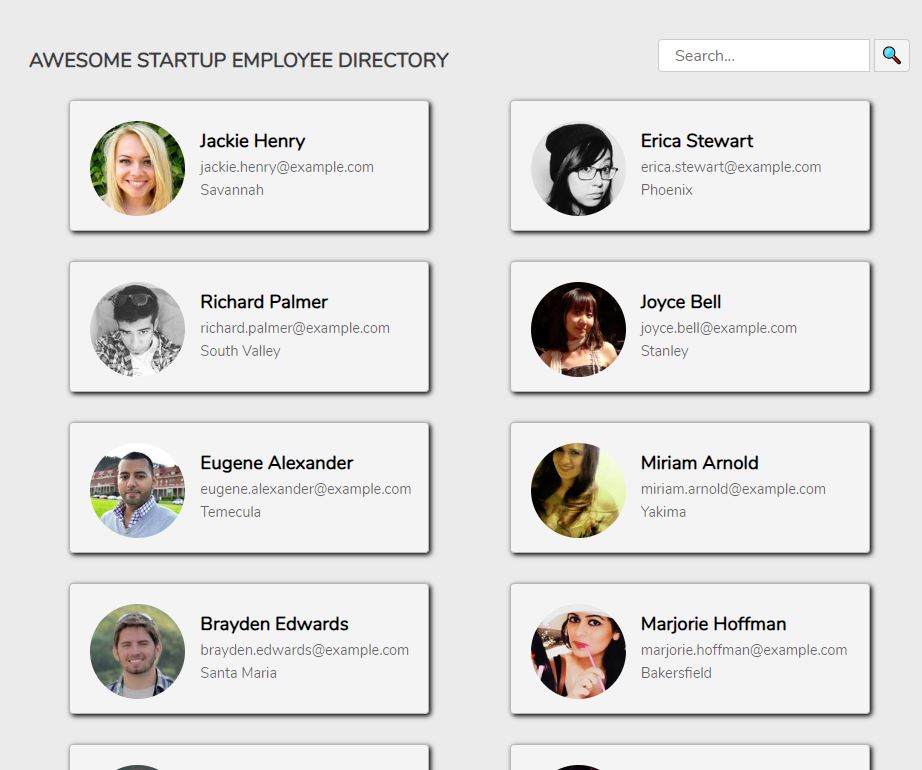 AWESOME STARTUP EMPLOYEE DIRECTORY
Search...
Jackie Henry
jackie.henry@example.com
Savannah
Erica Stewart
erica.stewart@example.com
Phoenix
Richard Palmer
richard.palmer@example.com
South Valley
Joyce Bell
joyce.bell@example.com
Stanley
Eugene Alexander
eugene.alexander@example.com
Temecula
Miriam Arnold
miriam.arnold@example.com
Yakima
Brayden Edwards
brayden.edwards@example.com
Santa Maria
Marjorie Hoffman
marjorie.hoffman@example.com
Bakersfield